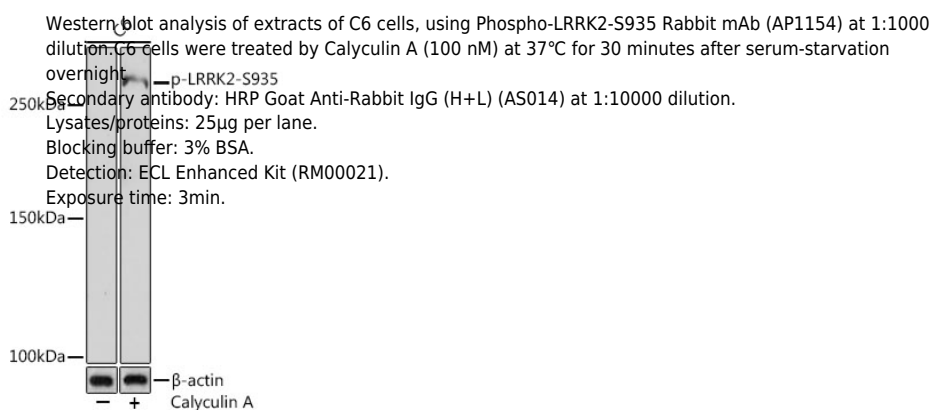 Western blot analysis of extracts of C6 cells, using Phospho-LRRK2-S935 Rabbit mAb (AP1154) at 1:1000
dilution.C6 cells were treated by Calyculin A (100 nM) at 37℃ for 30 minutes after serum-starvation
overnight.
Secondary antibody: HRP Goat Anti-Rabbit IgG (H+L) (AS014) at 1:10000 dilution.
Lysates/proteins: 25μg per lane.
Blocking buffer: 3% BSA.
Detection: ECL Enhanced Kit (RM00021).
Exposure time: 3min.
C6
p-LRRK2-S935
250kDa
150kDa
100kDa
β-actin
− + Calyculin A